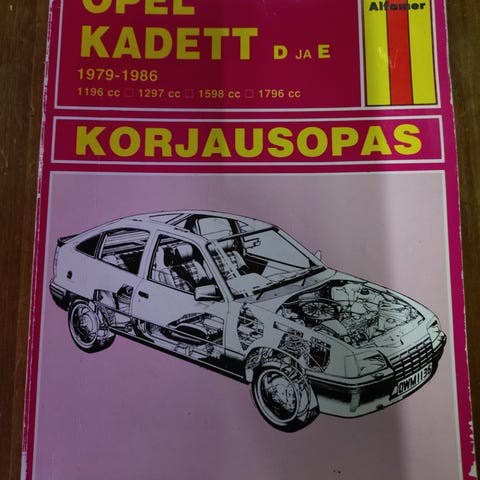 OPEL
Alfamer
KADETT D JA E
1979-1986
1196 cc □ 1297 cc □ 1598 cc □ 1796 cc
KORJAUSOPAS